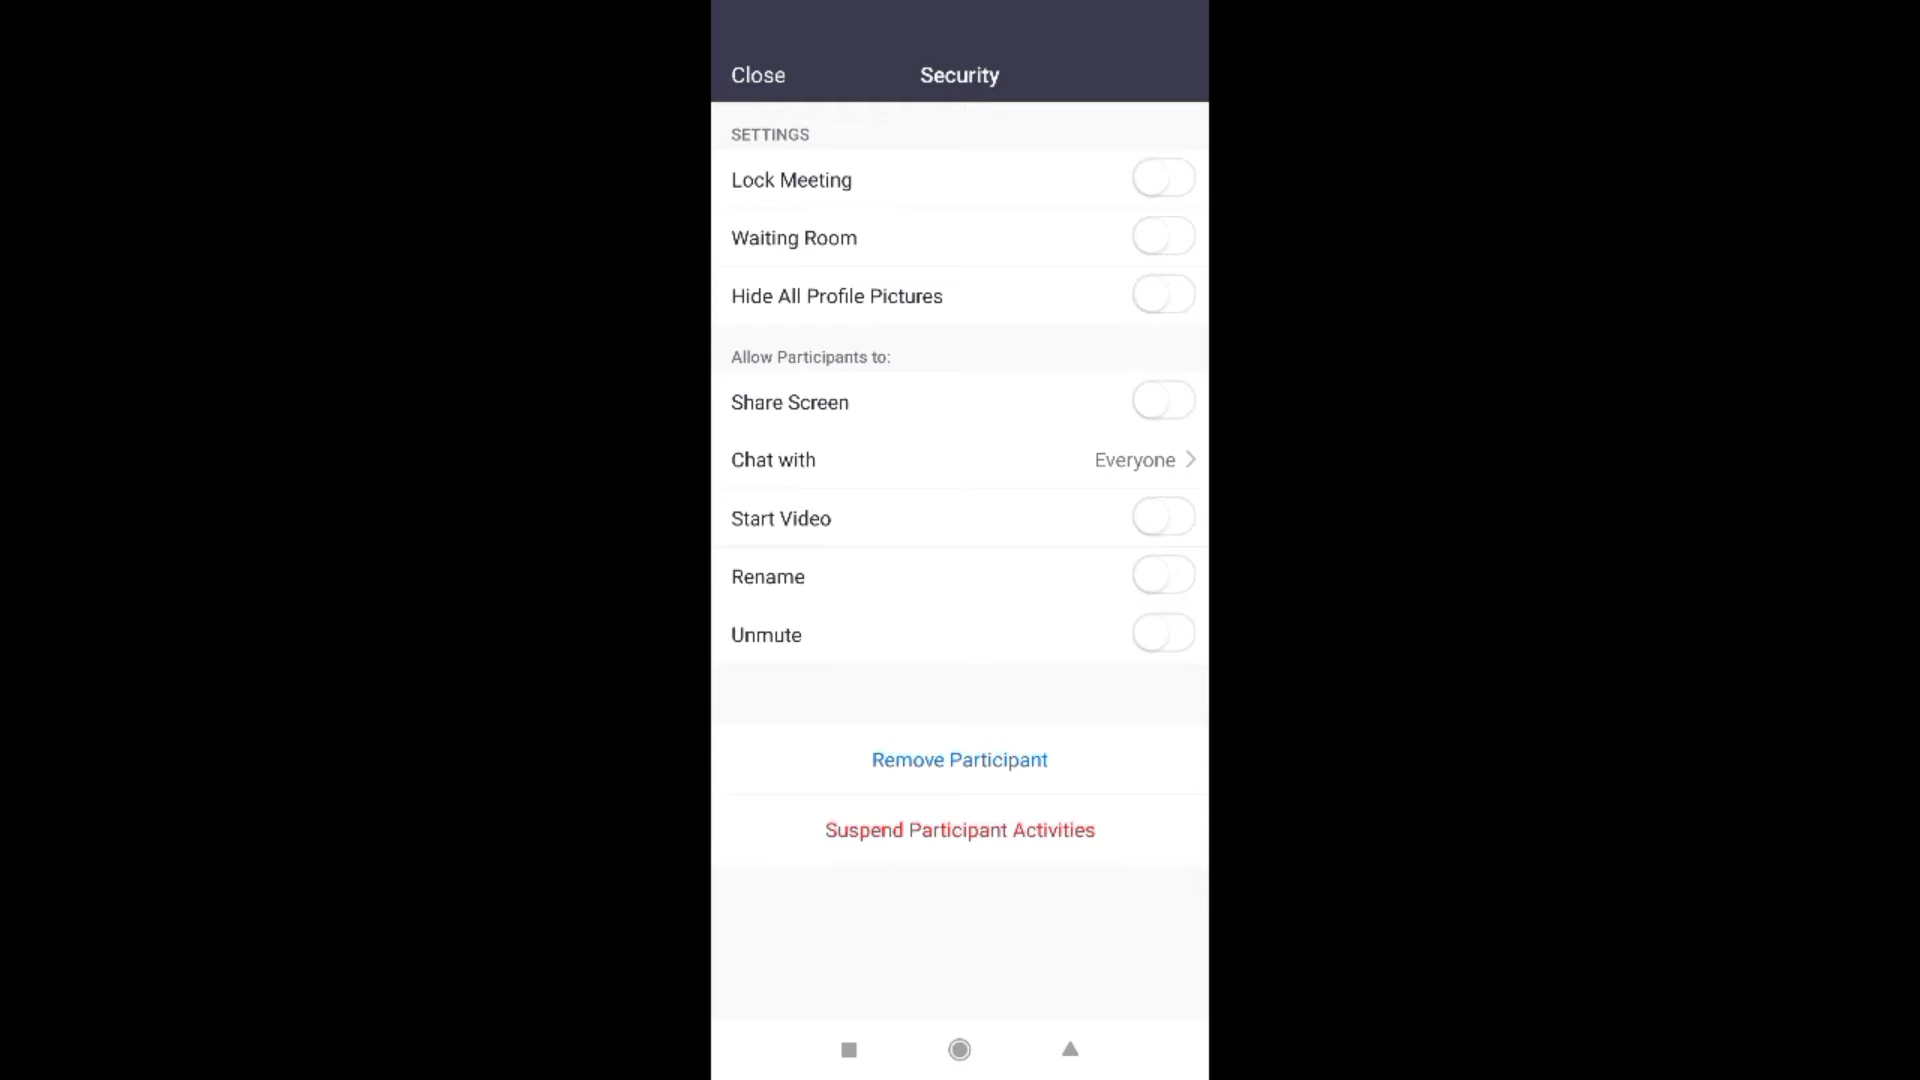 Close
Security
SETTINGS
Lock Meeting
Waiting Room
Hide All Profile Pictures
Allow Participants to:
Share Screen
Chat with Everyone
Start Video
Rename
Unmute
Remove Participant
Suspend Participant Activities